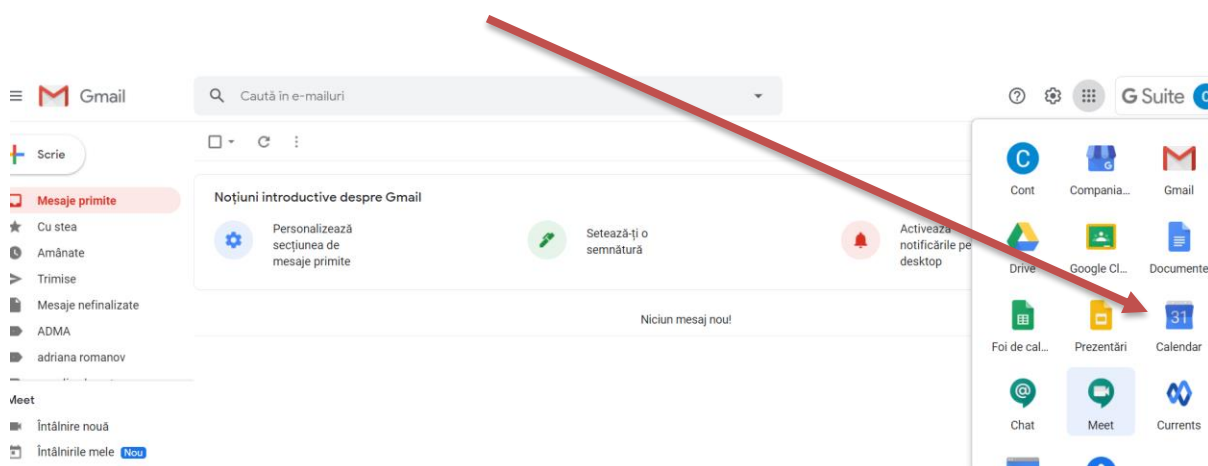 Gmail
Caută în e-mailuri
G Suite
C
Scrie
Mesaje primite
Cu stea
Amânate
Trimise
Mesaje nefinalizate
ADMA
adriana romanov
Meet
Întâlnire nouă
Întâlnirile mele Nou
Noțiuni introductive despre Gmail
Personalizează
secțiunea de
mesaje primite
Setează-ți o
semnătură
Activează
notificările pe
desktop
Niciun mesaj nou!
C
Cont
Compania...
Gmail
Drive
Google Cl...
Documente
Foi de cal...
Prezentări
31
Calendar
Chat
Meet
Currents